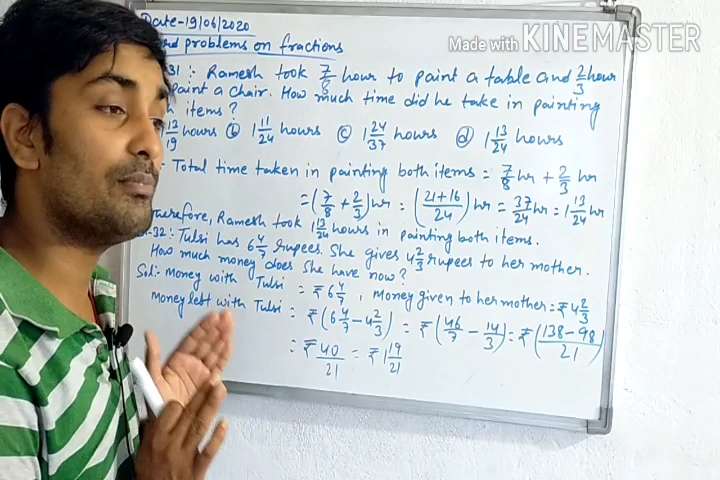 Date-19/06/2020
Made with KINEMASTER
problems on fractions
31:- Ramesh took 7/8 hour to paint a table and 2/3 hour
paint a chair. How much time did he take in painting
items?
13/19 hours (b) 1 11/24 hours (c) 1 24/37 hours (d) 1 13/24 hours
:- Total time taken in painting both items = 7/8 hr + 2/3 hr
= (7/8 + 2/3) hr = (21+16/24) hr = 37/24 hr = 1 13/24 hr
Therefore, Ramesh took 1 13/24 hours in painting both items.
32:- Tulsi has 6 4/7 rupees. She gives 4 2/3 rupees to her mother.
How much money does she have now?
Sol:- Money with Tulsi = ₹ 6 4/7, Money given to her mother = ₹ 4 2/3
Money left with Tulsi = ₹ (6 4/7 - 4 2/3) = ₹ (46/7 - 14/3) = ₹ (138-98/21)
= ₹ 40/21 = ₹ 1 19/21